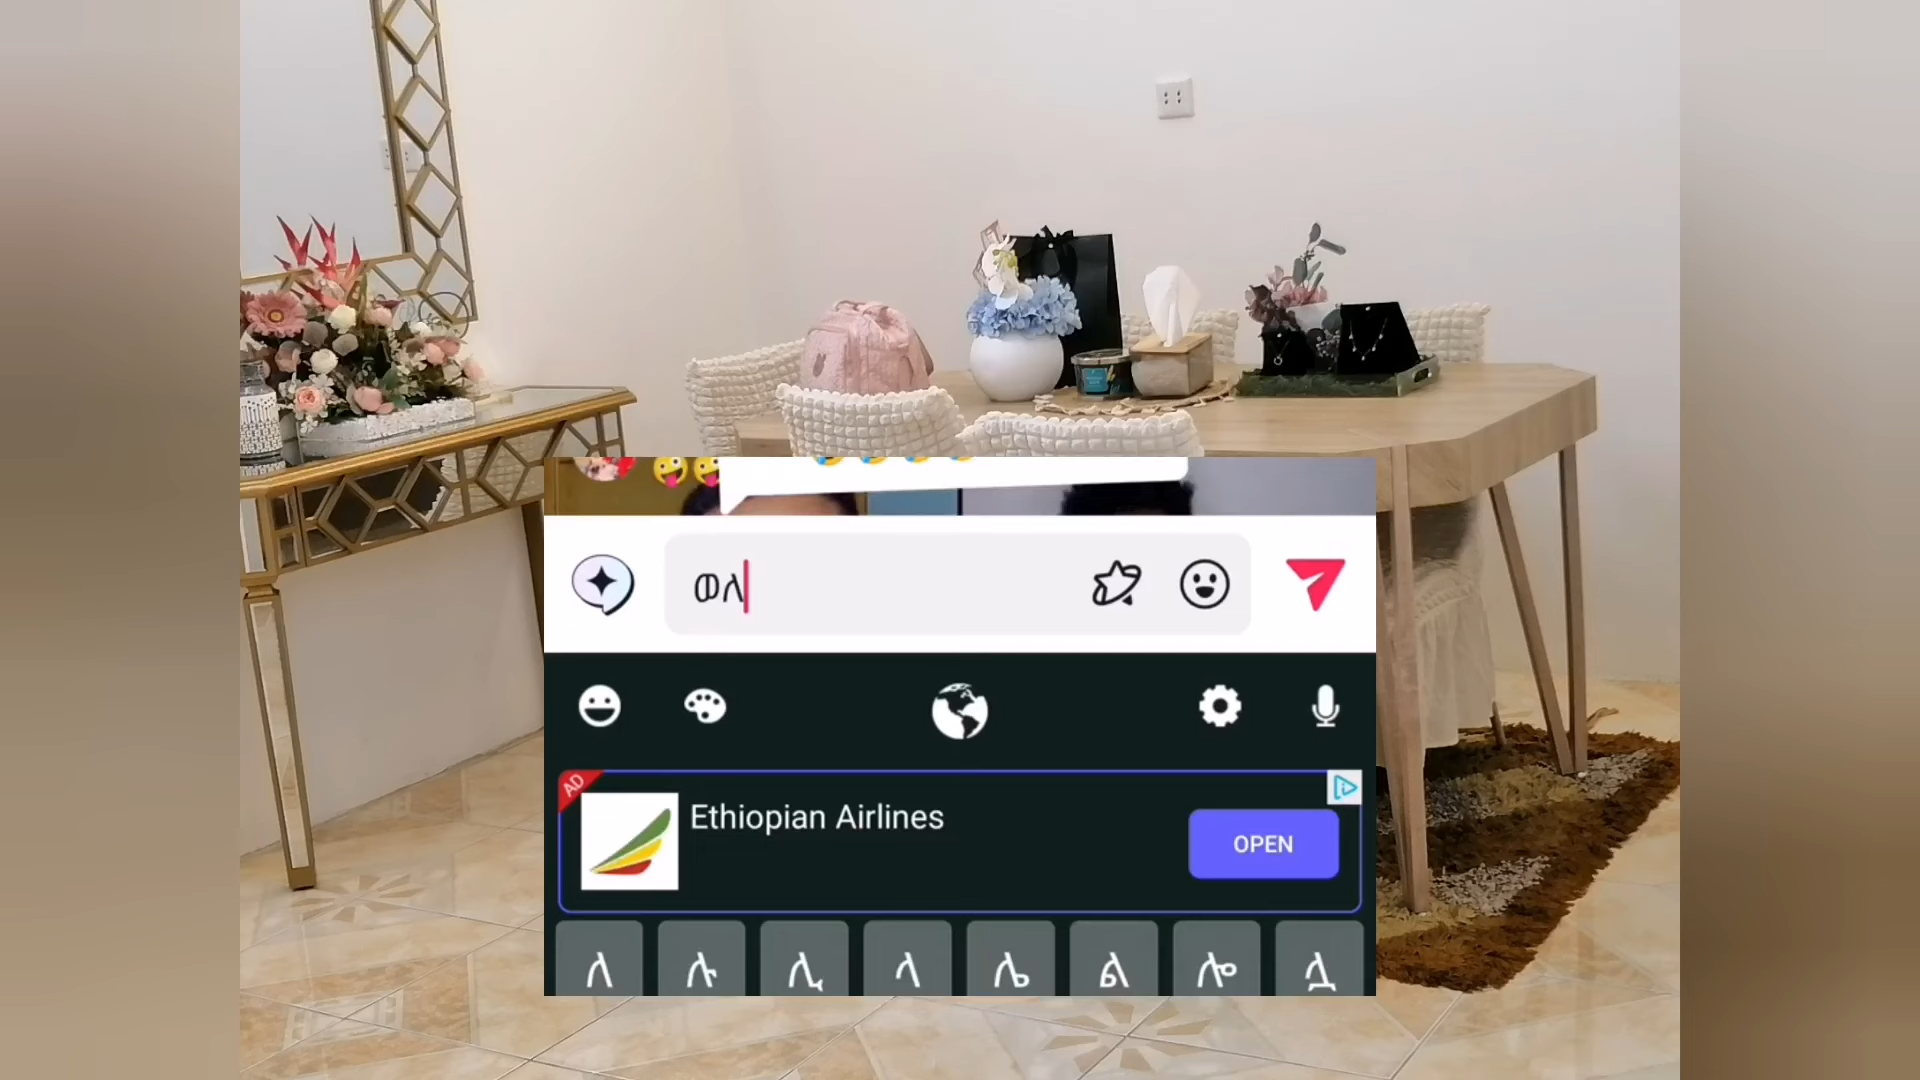 ወለ
AD
Ethiopian Airlines
OPEN
ለ ሉ ሊ ላ ሌ ል ሎ ሏ